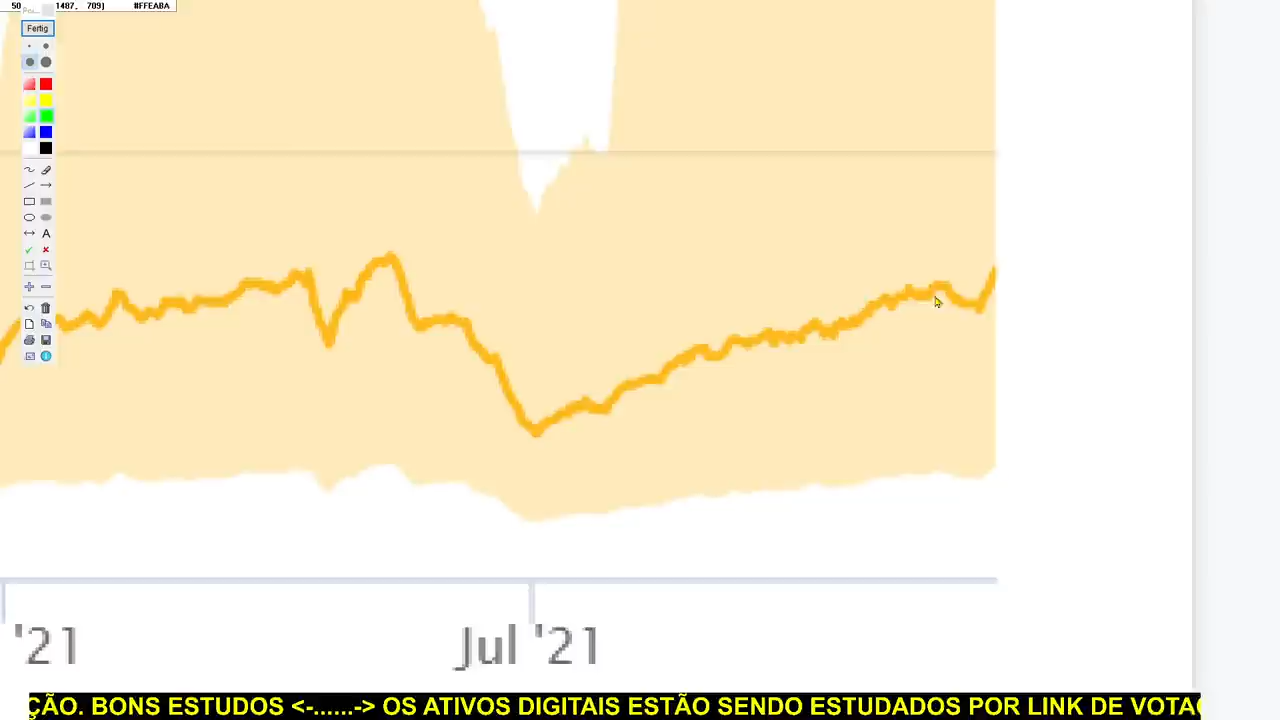 50
1487, 709] #FFEABA
Fertig
A
'21
Jul '21
ÇÃO. BONS ESTUDOS <-......-> OS ATIVOS DIGITAIS ESTÃO SENDO ESTUDADOS POR LINK DE VOTAÇ